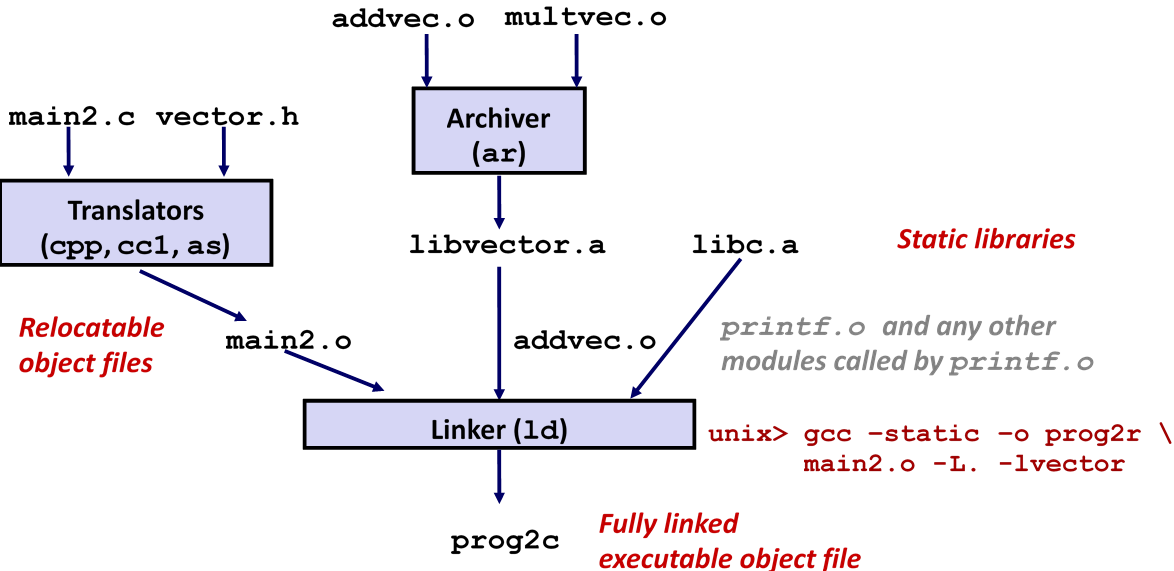 addvec.o multvec.o
main2.c vector.h
Archiver
(ar)
Translators
(cpp, cc1, as)
libvector.a
libc.a
Static libraries
Relocatable
object files
main2.o
addvec.o
printf.o and any other
modules called by printf.o
Linker (ld)
unix> gcc –static –o prog2r \
main2.o -L. -lvector
prog2c
Fully linked
executable object file